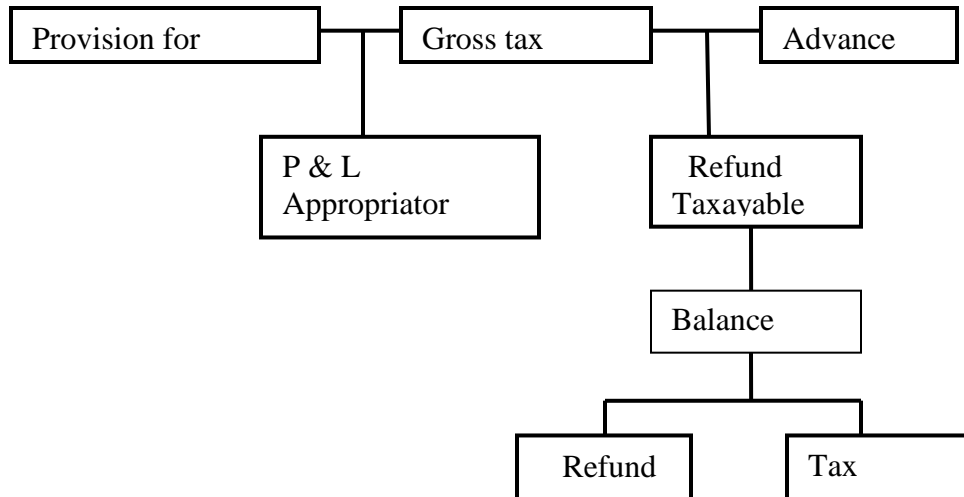 Provision for
Gross tax
Advance
P & L
Appropriator
Refund
Taxayable
Balance
Refund
Tax